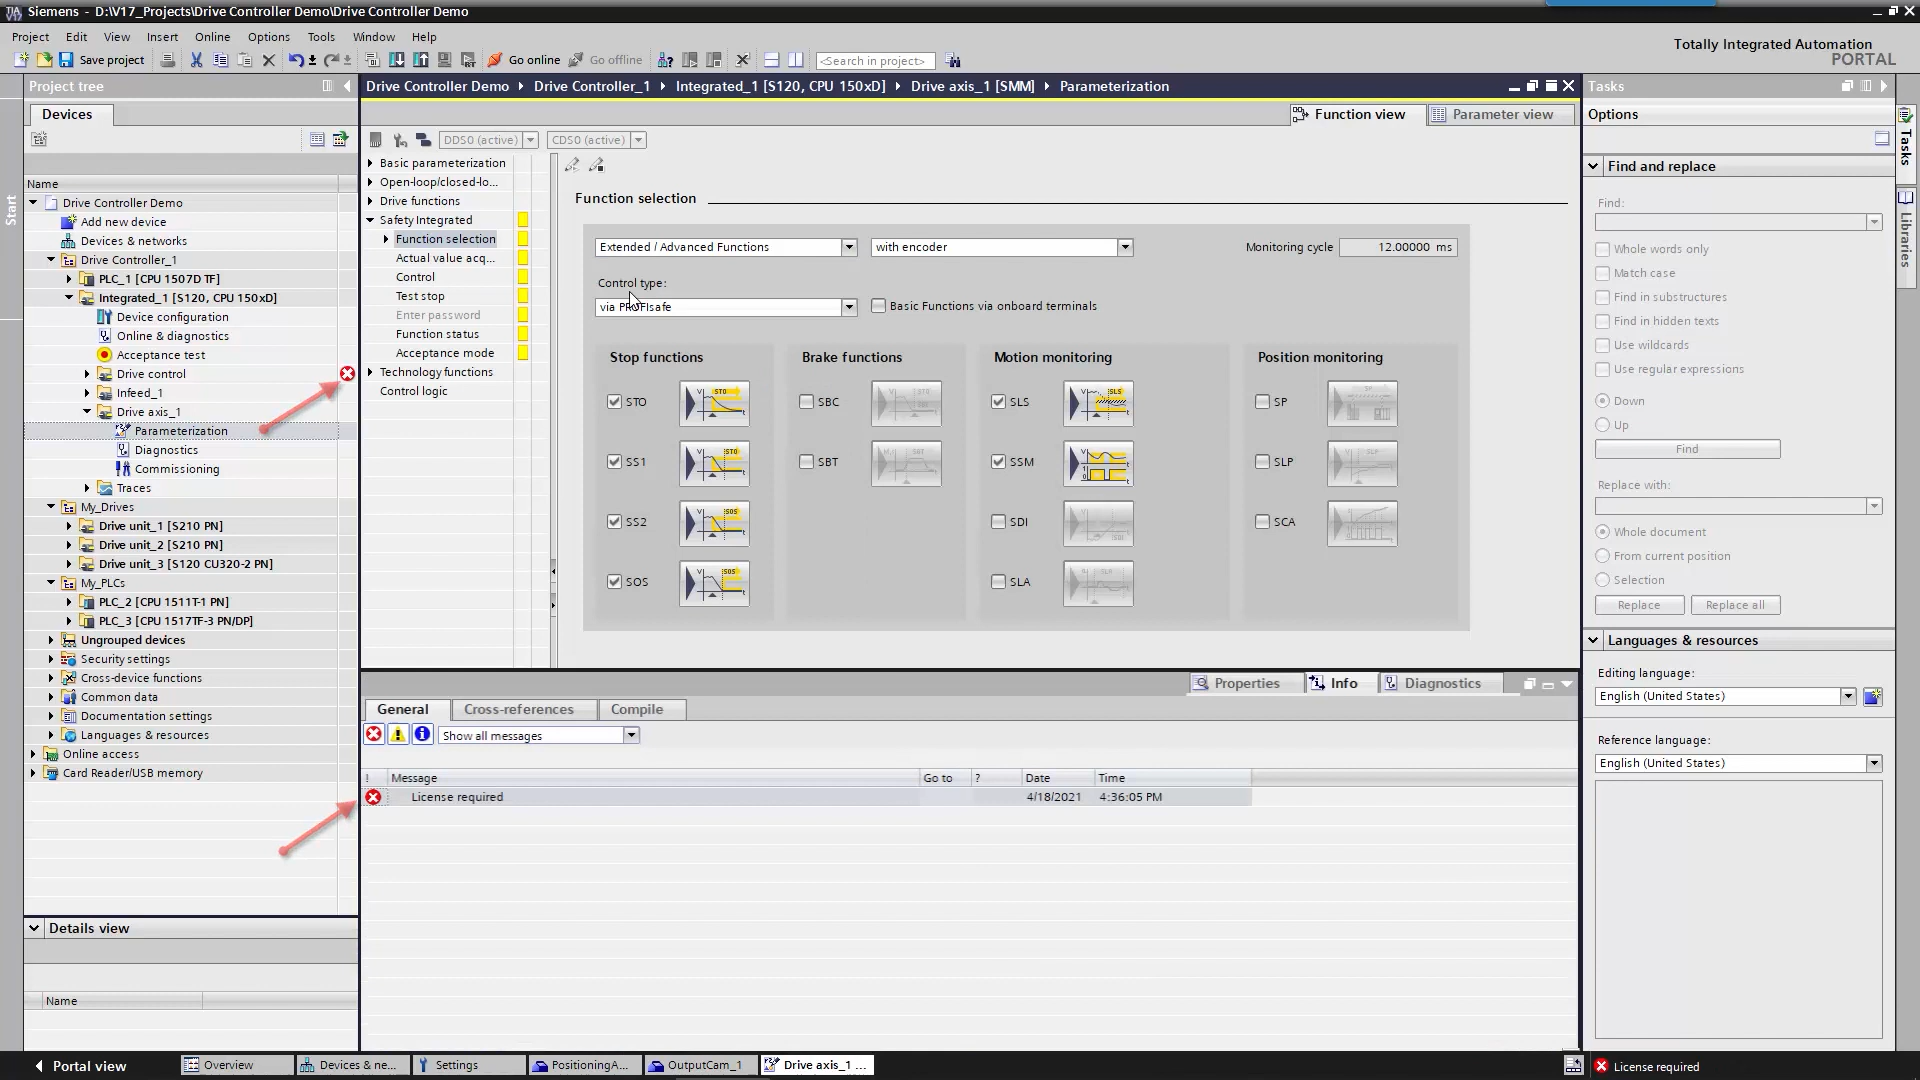 Siemens - D:\V17_Projects\Drive Controller Demo\Drive Controller Demo
Project Edit View Insert Online Options Tools Window Help
Totally Integrated Automation
PORTAL
Save project
Go online
Go offline
<Search in project>
Project tree
Devices
Start
Name
Drive Controller Demo
Add new device
Devices & networks
Drive Controller_1
PLC_1 [CPU 1507D TF]
Integrated_1 [S120, CPU 150xD]
Device configuration
Online & diagnostics
Acceptance test
Drive control
Infeed_1
Drive axis_1
Parameterization
Diagnostics
Commissioning
Traces
My_Drives
Drive unit_1 [S210 PN]
Drive unit_2 [S210 PN]
Drive unit_3 [S120 CU320-2 PN]
My_PLCs
PLC_2 [CPU 1511T-1 PN]
PLC_3 [CPU 1517TF-3 PN/DP]
Ungrouped devices
Security settings
Cross-device functions
Common data
Documentation settings
Languages & resources
Online access
Card Reader/USB memory
Details view
Name
Drive Controller Demo Drive Controller_1 Integrated_1 [S120, CPU 150xD] Drive axis_1 [SMM] Parameterization
Function view
Parameter view
DDS0 (active)
CDS0 (active)
Basic parameterization
Open-loop/closed-lo...
Drive functions
Safety Integrated
Function selection
Actual value acq...
Control
Test stop
Enter password
Function status
Acceptance mode
Technology functions
Control logic
Function selection
Extended / Advanced Functions
with encoder
Monitoring cycle
12.00000 ms
Control type:
via PROFIsafe
Basic Functions via onboard terminals
Stop functions
STO
SS1
SS2
SOS
Brake functions
SBC
SBT
Motion monitoring
SLS
SSM
SDI
SLA
Position monitoring
SP
SLP
SCA
Properties
Info
Diagnostics
General
Cross-references
Compile
Show all messages
! Message Go to ? Date Time
License required 4/18/2021 4:36:05 PM
Tasks
Options
Find and replace
Find:
Whole words only
Match case
Find in substructures
Find in hidden texts
Use wildcards
Use regular expressions
Down
Up
Find
Replace with:
Whole document
From current position
Selection
Replace
Replace all
Languages & resources
Editing language:
English (United States)
Reference language:
English (United States)
Tasks
Libraries
Portal view
Overview
Devices & ne...
Settings
PositioningA...
OutputCam_1
Drive axis_1 ...
License required